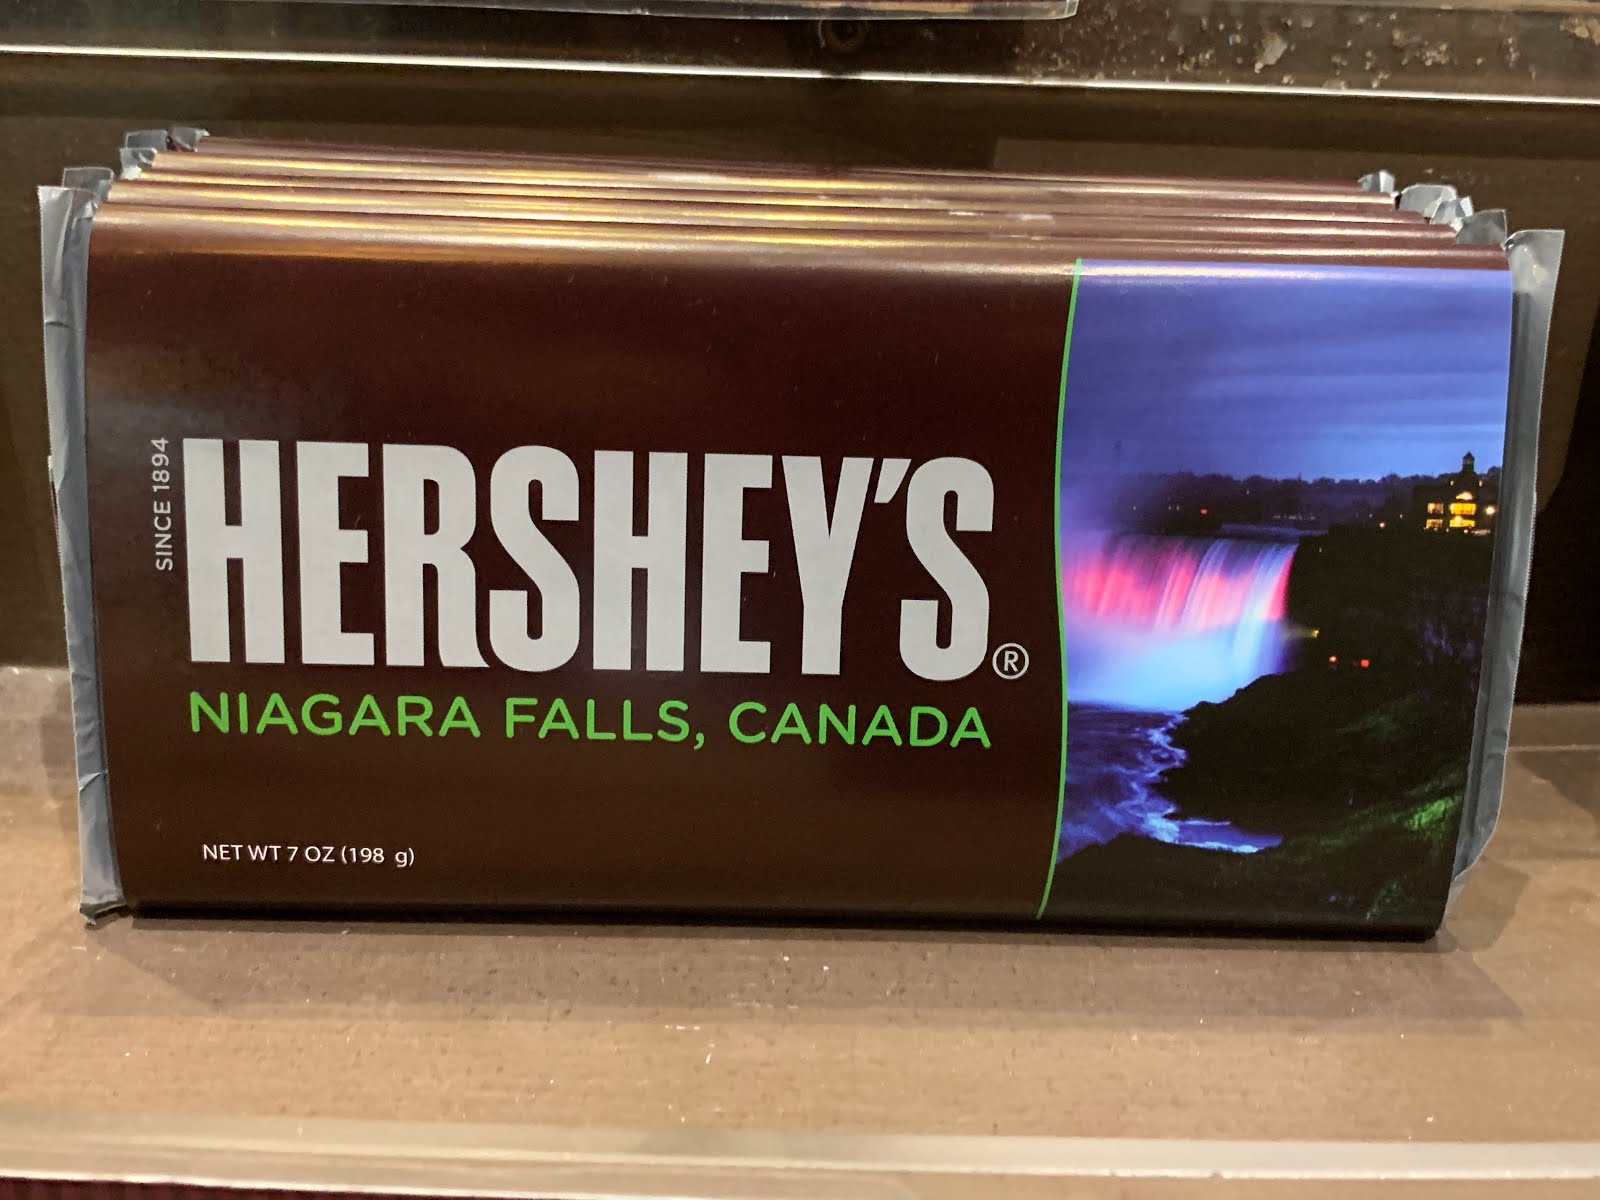 SINCE 1894
HERSHEY'S®
NIAGARA FALLS, CANADA
NET WT 7 OZ (198 g)